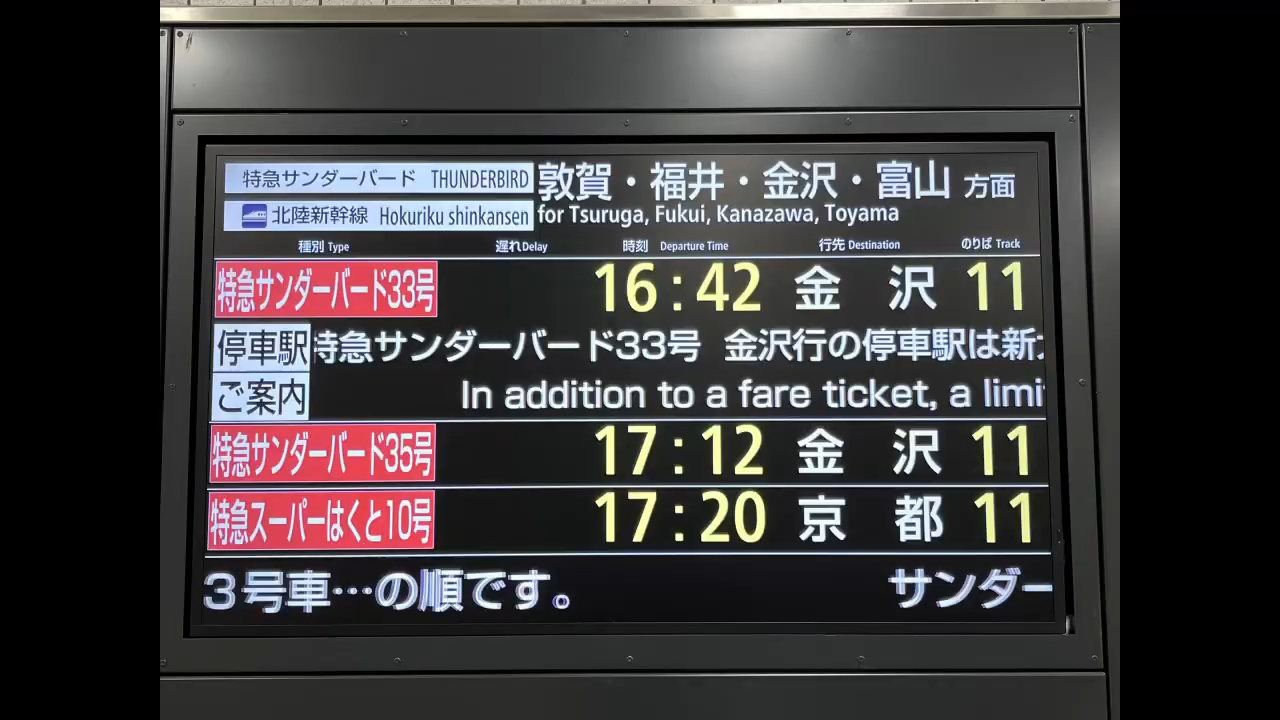 特急サンダーバード THUNDERBIRD 敦賀・福井・金沢・富山 方面
北陸新幹線 Hokuriku shinkansen for Tsuruga, Fukui, Kanazawa, Toyama
種別 Type 遅れ Delay 時刻 Departure Time 行先 Destination のりば Track
特急サンダーバード33号 16:42 金沢 11
停車駅 特急サンダーバード33号 金沢行の停車駅は新
ご案内 In addition to a fare ticket, a limi
特急サンダーバード35号 17:12 金沢 11
特急スーパーはくと10号 17:20 京都 11
3号車…の順です。 サンダー